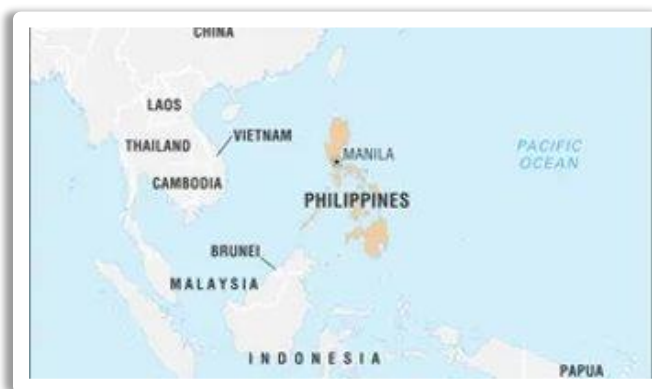 CHINA
LAOS
VIETNAM
THAILAND
MANILA
PACIFIC
OCEAN
CAMBODIA
PHILIPPINES
BRUNEI
MALAYSIA
INDONESIA
PAPUA